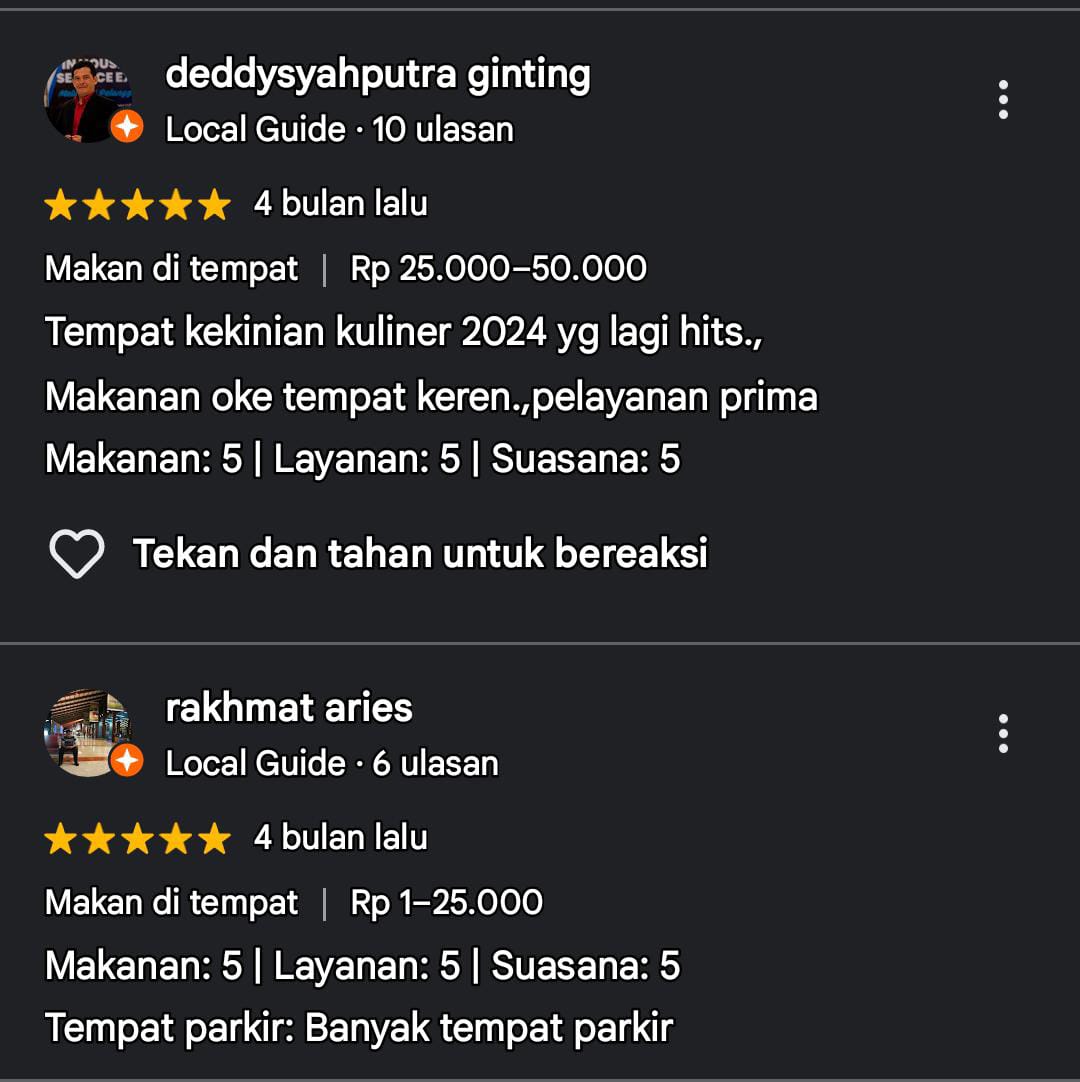 deddysyahputra ginting
Local Guide · 10 ulasan
4 bulan lalu
Makan di tempat | Rp 25.000–50.000
Tempat kekinian kuliner 2024 yg lagi hits.,
Makanan oke tempat keren.,pelayanan prima
Makanan: 5 | Layanan: 5 | Suasana: 5
Tekan dan tahan untuk bereaksi
rakhmat aries
Local Guide · 6 ulasan
4 bulan lalu
Makan di tempat | Rp 1–25.000
Makanan: 5 | Layanan: 5 | Suasana: 5
Tempat parkir: Banyak tempat parkir